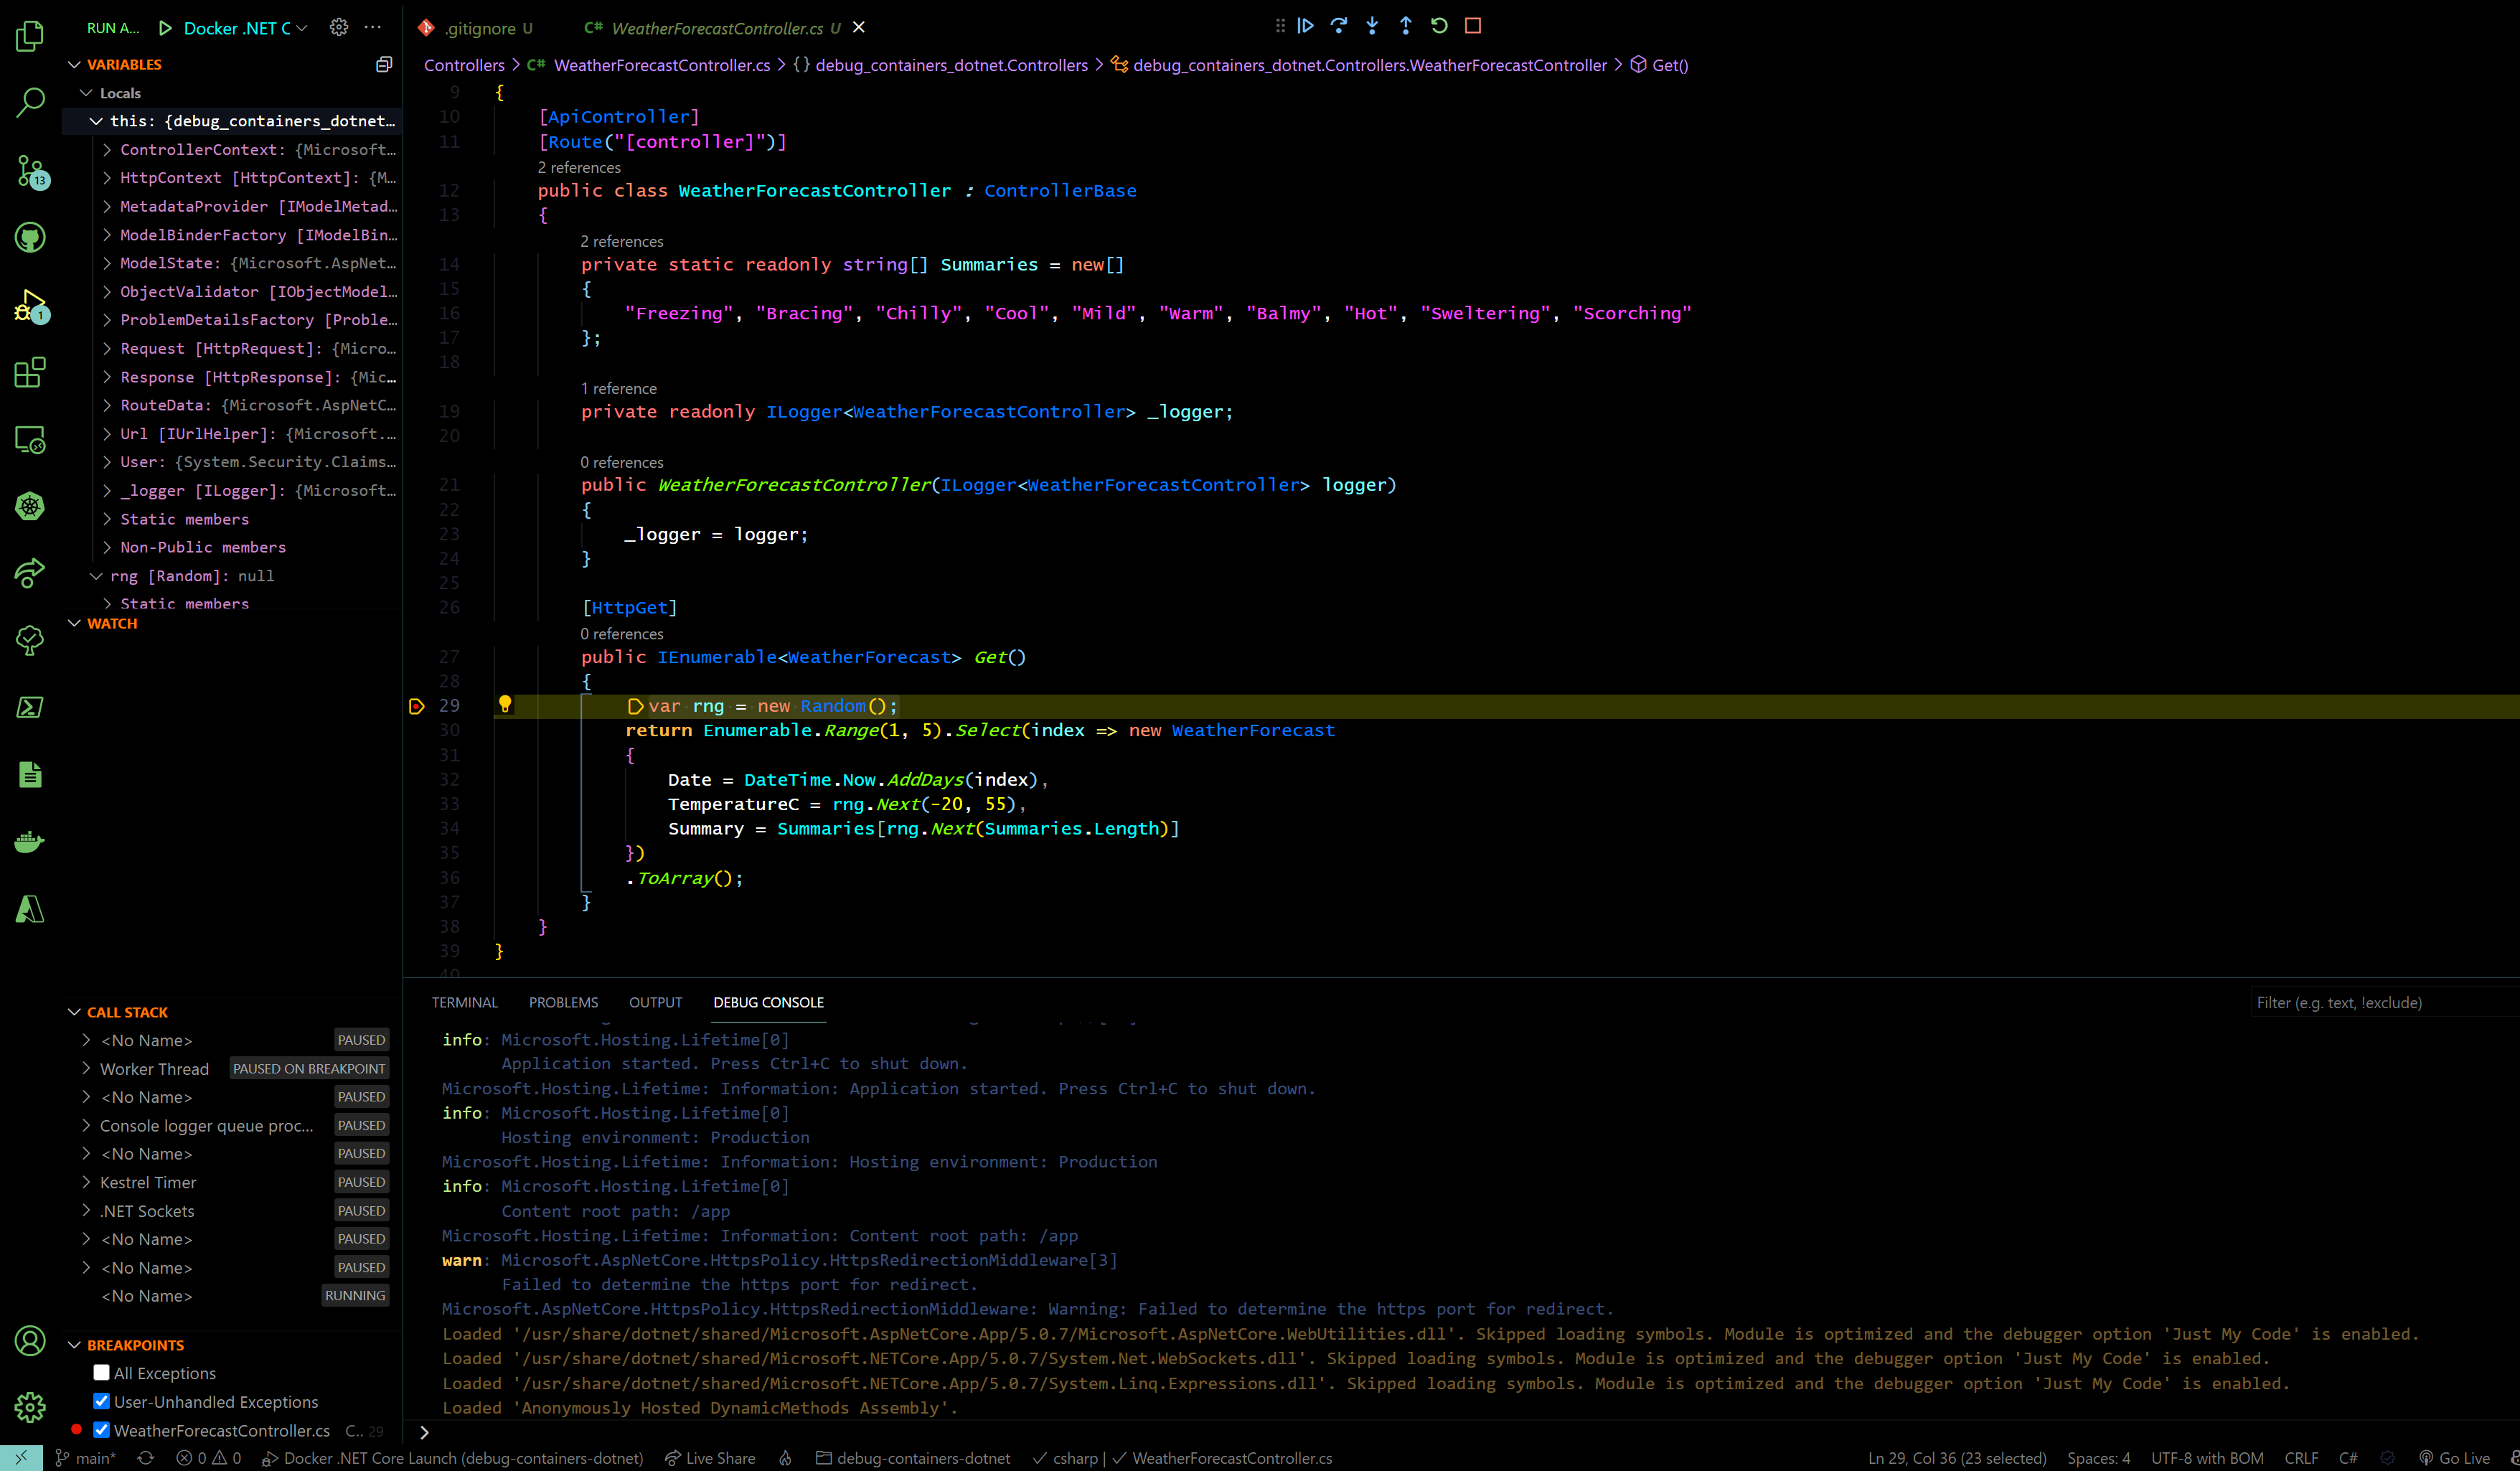 RUN A... Docker .NET C
VARIABLES
Locals
this: {debug_containers_dotnet...
ControllerContext: {Microsoft...
HttpContext [HttpContext]: {M...
MetadataProvider [IModelMetad...
ModelBinderFactory [IModelBin...
ModelState: {Microsoft.AspNet...
ObjectValidator [IObjectModel...
ProblemDetailsFactory [Proble...
Request [HttpRequest]: {Micro...
Response [HttpResponse]: {Mic...
RouteData: {Microsoft.AspNetC...
Url [IUrlHelper]: {Microsoft...
User: {System.Security.Claims...
_logger [ILogger]: {Microsoft...
Static members
Non-Public members
rng [Random]: null
Static members
WATCH
CALL STACK
<No Name> PAUSED
Worker Thread PAUSED ON BREAKPOINT
<No Name> PAUSED
Console logger queue proc... PAUSED
<No Name> PAUSED
Kestrel Timer PAUSED
.NET Sockets PAUSED
<No Name> PAUSED
<No Name> PAUSED
<No Name> RUNNING
BREAKPOINTS
All Exceptions
User-Unhandled Exceptions
WeatherForecastController.cs C.. 29
13
1
.gitignore U C# WeatherForecastController.cs U
Controllers > C# WeatherForecastController.cs > {} debug_containers_dotnet.Controllers > debug_containers_dotnet.Controllers.WeatherForecastController > Get()
9 {
10 [ApiController]
11 [Route("[controller]")]
2 references
12 public class WeatherForecastController : ControllerBase
13 {
2 references
14 private static readonly string[] Summaries = new[]
15 {
16 "Freezing", "Bracing", "Chilly", "Cool", "Mild", "Warm", "Balmy", "Hot", "Sweltering", "Scorching"
17 };
18
1 reference
19 private readonly ILogger<WeatherForecastController> _logger;
20
0 references
21 public WeatherForecastController(ILogger<WeatherForecastController> logger)
22 {
23 _logger = logger;
24 }
25
26 [HttpGet]
0 references
27 public IEnumerable<WeatherForecast> Get()
28 {
29 var rng = new Random();
30 return Enumerable.Range(1, 5).Select(index => new WeatherForecast
31 {
32 Date = DateTime.Now.AddDays(index),
33 TemperatureC = rng.Next(-20, 55),
34 Summary = Summaries[rng.Next(Summaries.Length)]
35 })
36 .ToArray();
37 }
38 }
39 }
40
TERMINAL PROBLEMS OUTPUT DEBUG CONSOLE Filter (e.g. text, !exclude)
info: Microsoft.Hosting.Lifetime[0]
Application started. Press Ctrl+C to shut down.
Microsoft.Hosting.Lifetime: Information: Application started. Press Ctrl+C to shut down.
info: Microsoft.Hosting.Lifetime[0]
Hosting environment: Production
Microsoft.Hosting.Lifetime: Information: Hosting environment: Production
info: Microsoft.Hosting.Lifetime[0]
Content root path: /app
Microsoft.Hosting.Lifetime: Information: Content root path: /app
warn: Microsoft.AspNetCore.HttpsPolicy.HttpsRedirectionMiddleware[3]
Failed to determine the https port for redirect.
Microsoft.AspNetCore.HttpsPolicy.HttpsRedirectionMiddleware: Warning: Failed to determine the https port for redirect.
Loaded '/usr/share/dotnet/shared/Microsoft.AspNetCore.App/5.0.7/Microsoft.AspNetCore.WebUtilities.dll'. Skipped loading symbols. Module is optimized and the debugger option 'Just My Code' is enabled.
Loaded '/usr/share/dotnet/shared/Microsoft.NETCore.App/5.0.7/System.Net.WebSockets.dll'. Skipped loading symbols. Module is optimized and the debugger option 'Just My Code' is enabled.
Loaded '/usr/share/dotnet/shared/Microsoft.NETCore.App/5.0.7/System.Linq.Expressions.dll'. Skipped loading symbols. Module is optimized and the debugger option 'Just My Code' is enabled.
Loaded 'Anonymously Hosted DynamicMethods Assembly'.
main* 0 0 Docker .NET Core Launch (debug-containers-dotnet) Live Share debug-containers-dotnet csharp | WeatherForecastController.cs Ln 29, Col 36 (23 selected) Spaces: 4 UTF-8 with BOM CRLF C# Go Live